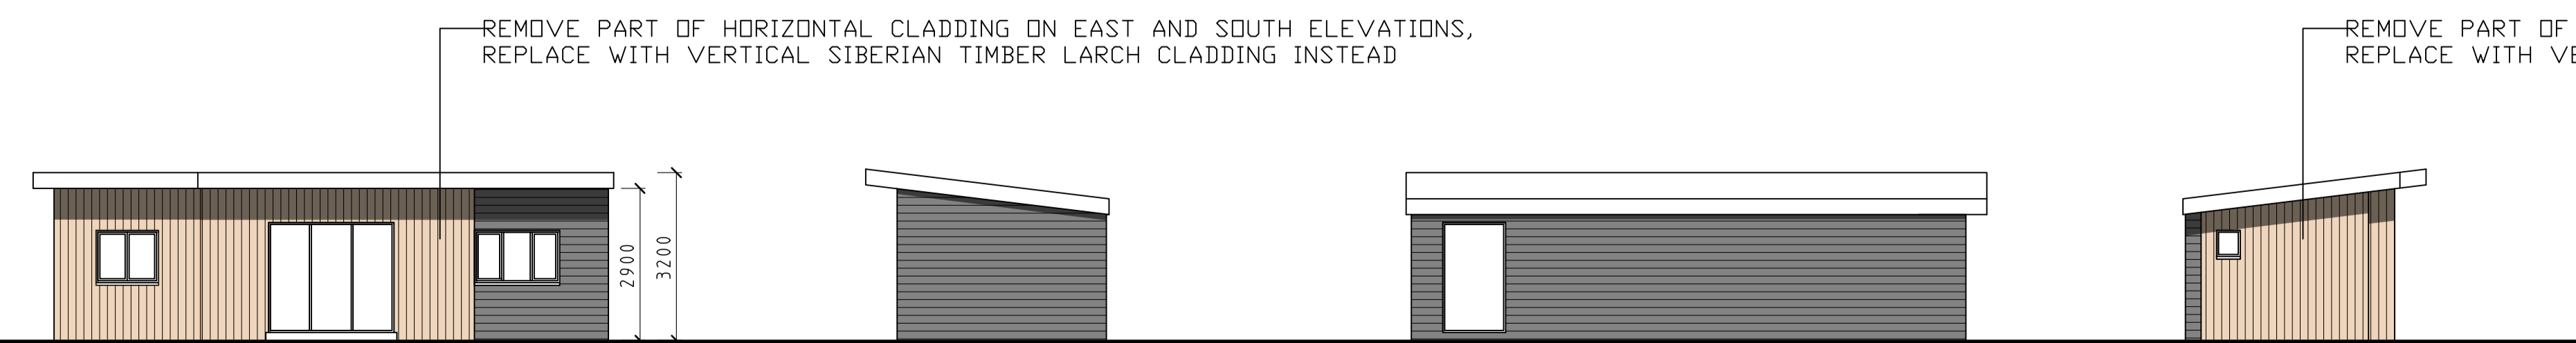 REMOVE PART OF HORIZONTAL CLADDING ON EAST AND SOUTH ELEVATIONS,
REPLACE WITH VERTICAL SIBERIAN TIMBER LARCH CLADDING INSTEAD
REMOVE PART OF
REPLACE WITH
2900
3200